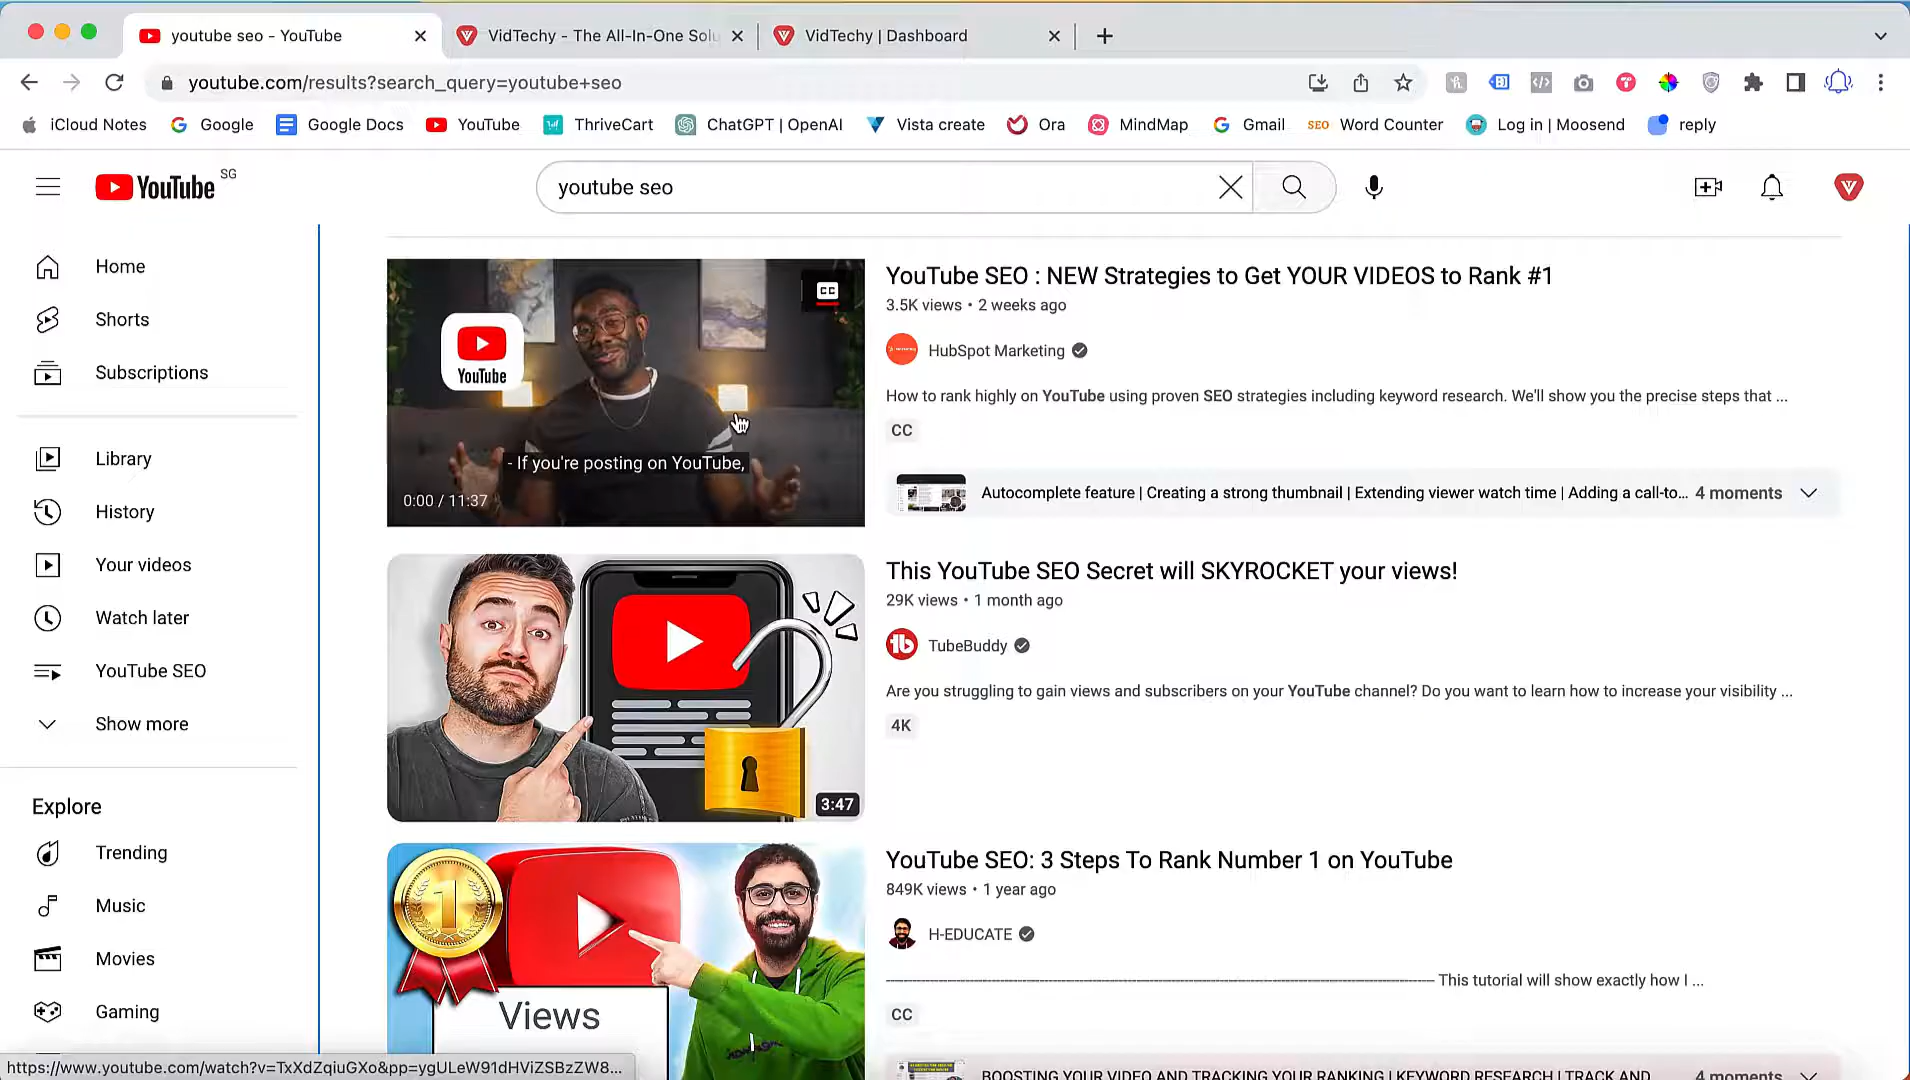 youtube seo - YouTube
VidTechy - The All-In-One Solu
VidTechy | Dashboard
youtube.com/results?search_query=youtube+seo
iCloud Notes
Google
Google Docs
YouTube
ThriveCart
ChatGPT | OpenAI
Vista create
Ora
MindMap
Gmail
SEO Word Counter
Log in | Moosend
reply
YouTube SG
youtube seo
Home
Shorts
Subscriptions
Library
History
Your videos
Watch later
YouTube SEO
Show more
Explore
Trending
Music
Movies
Gaming
CC
YouTube
- If you're posting on YouTube,
0:00 / 11:37
YouTube SEO : NEW Strategies to Get YOUR VIDEOS to Rank #1
3.5K views • 2 weeks ago
HubSpot Marketing
How to rank highly on YouTube using proven SEO strategies including keyword research. We'll show you the precise steps that ...
CC
Autocomplete feature | Creating a strong thumbnail | Extending viewer watch time | Adding a call-to... 4 moments
3:47
This YouTube SEO Secret will SKYROCKET your views!
29K views • 1 month ago
TubeBuddy
Are you struggling to gain views and subscribers on your YouTube channel? Do you want to learn how to increase your visibility ...
4K
1
Views
YouTube SEO: 3 Steps To Rank Number 1 on YouTube
849K views • 1 year ago
H-EDUCATE
This tutorial will show exactly how I ...
CC
BOOSTING YOUR VIDEO AND TRACKING YOUR RANKING | KEYWORD RESEARCH | TRACK AND 4 moments
https://www.youtube.com/watch?v=TxXdZqiuGXo&pp=ygULeW91dHViZSBzZW8...